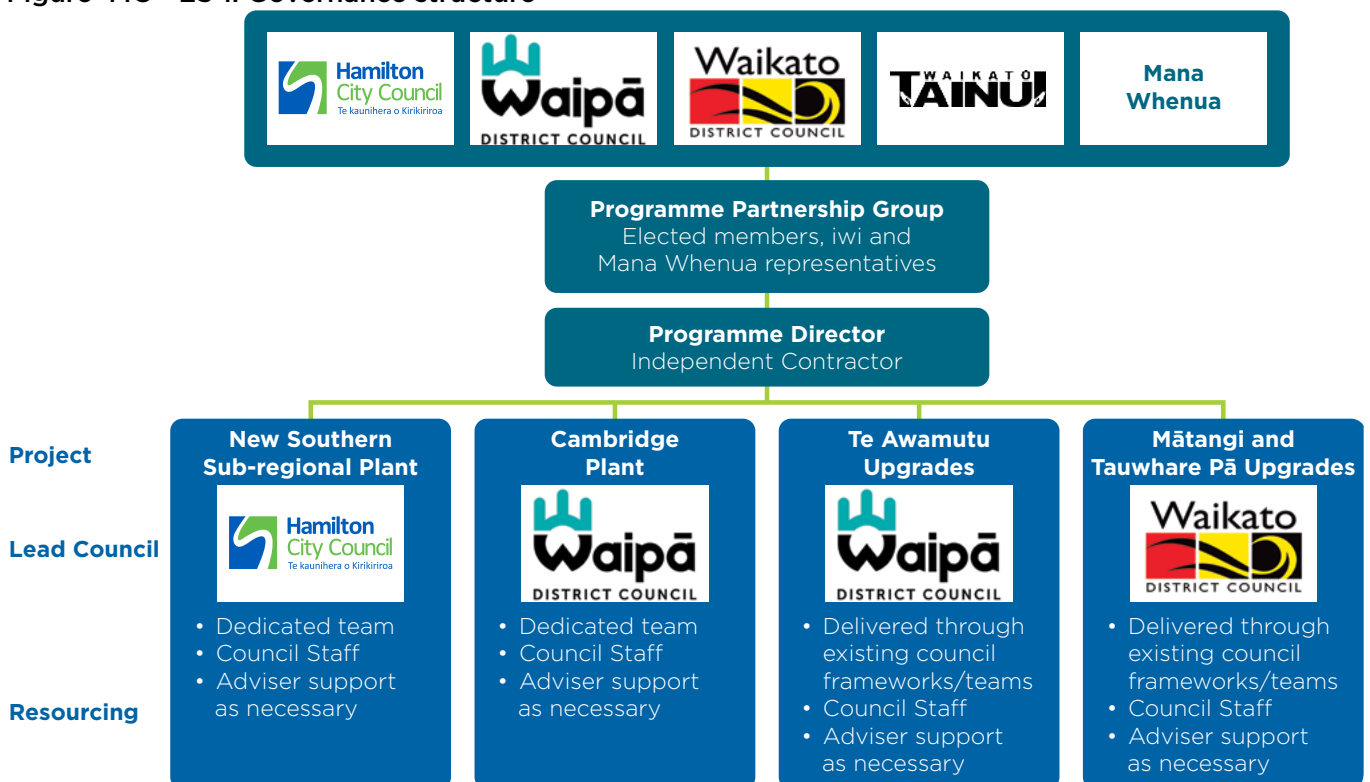 Figure Governance structure
Hamilton
City Council
Te kaunihera o Kirikiriroa
Waipā
DISTRICT COUNCIL
Waikato
DISTRICT COUNCIL
WAIKATO
TAINUI
Mana
Whenua
Programme Partnership Group
Elected members, iwi and
Mana Whenua representatives
Programme Director
Independent Contractor
Project
New Southern
Sub-regional Plant
Cambridge
Plant
Te Awamutu
Upgrades
Mātangi and
Tauwhare Pā Upgrades
Lead Council
Hamilton
City Council
Te kaunihera o Kirikiriroa
Waipā
DISTRICT COUNCIL
Waipā
DISTRICT COUNCIL
Waikato
DISTRICT COUNCIL
Resourcing
• Dedicated team
• Council Staff
• Adviser support
as necessary
• Dedicated team
• Council Staff
• Adviser support
as necessary
• Delivered through
existing council
frameworks/teams
• Council Staff
• Adviser support
as necessary
• Delivered through
existing council
frameworks/teams
• Council Staff
• Adviser support
as necessary